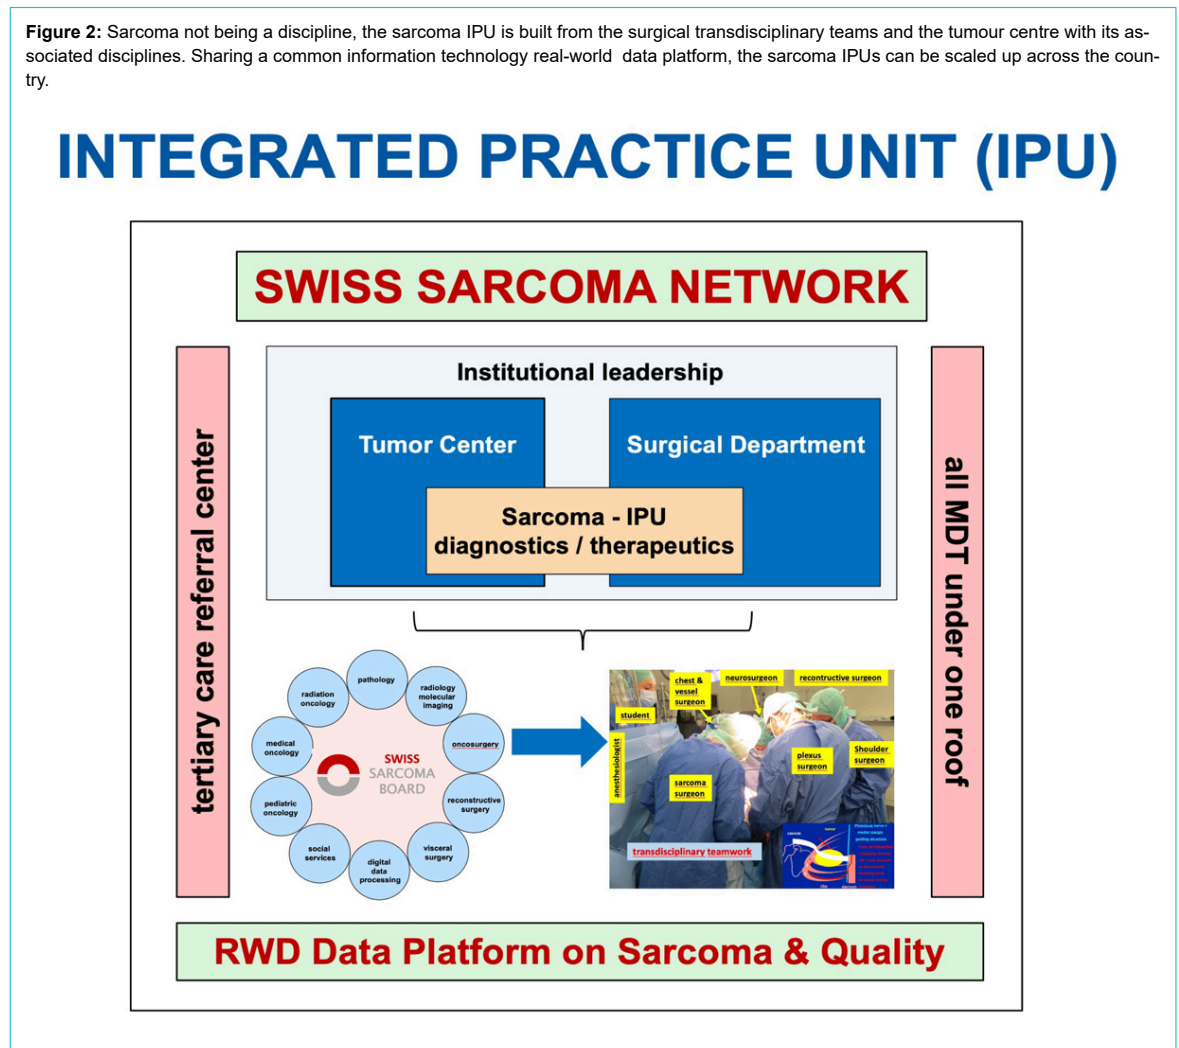 Figure 2: Sarcoma not being a discipline, the sarcoma IPU is built from the surgical transdisciplinary teams and the tumour centre with its as-
sociated disciplines. Sharing a common information technology real-world data platform, the sarcoma IPUs can be scaled up across the coun-
try.
INTEGRATED PRACTICE UNIT (IPU)
SWISS SARCOMA NETWORK
tertiary care referral center
Institutional leadership
Tumor Center
Surgical Department
Sarcoma - IPU
diagnostics / therapeutics
all MDT under one roof
pathology
radiology
molecular
imaging
oncosurgery
reconstructive
surgery
visceral
surgery
digital
data
processing
social
services
pediatric
oncology
medical
oncology
radiation
oncology
SWISS
SARCOMA
BOARD
student
chest &
vessel
surgeon
neurosurgeon
recontructive surgeon
anesthesiologist
sarcoma
surgeon
plexus
surgeon
Shoulder
surgeon
transdisciplinary teamwork
tumor
RWD Data Platform on Sarcoma & Quality